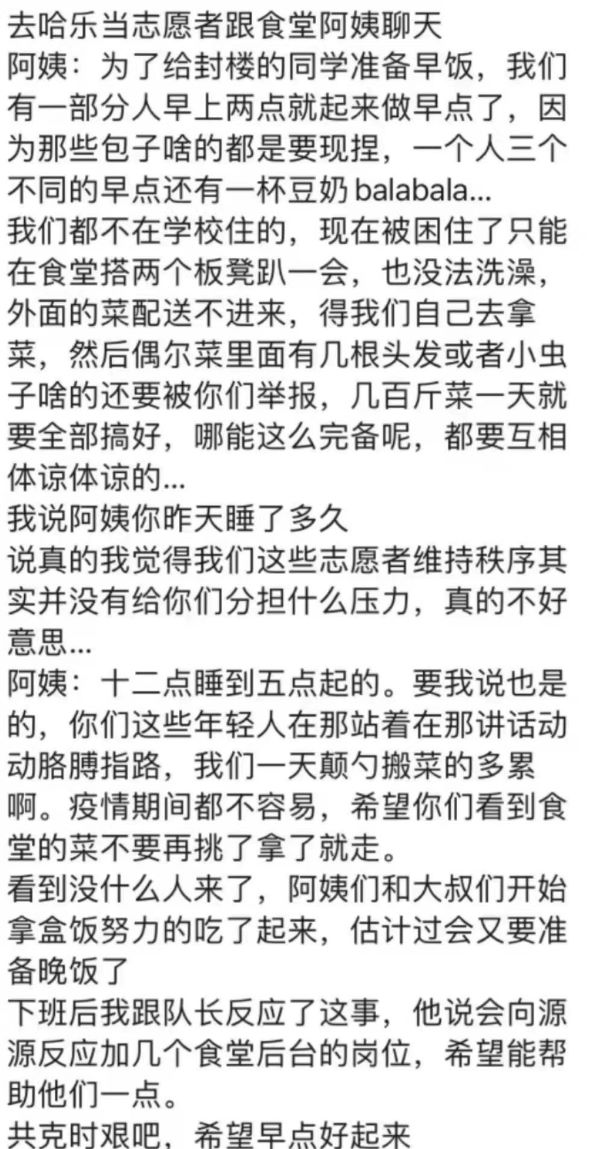 去哈乐当志愿者跟食堂阿姨聊天
阿姨：为了给封楼的同学准备早饭，我们
有一部分人早上两点就起来做早点了，因
为那些包子啥的都是要现捏，一个人三个
不同的早点还有一杯豆奶balabala...
我们都不在学校住的，现在被困住了只能
在食堂搭两个板凳趴一会，也没法洗澡，
外面的菜配送不进来，得我们自己去拿
菜，然后偶尔菜里面有几根头发或者小虫
子啥的还要被你们举报，几百斤菜一天就
要全部搞好，哪能这么完备呢，都要互相
体谅体谅的...
我说阿姨你昨天睡了多久
说真的我觉得我们这些志愿者维持秩序其
实并没有给你们分担什么压力，真的不好
意思...
阿姨：十二点睡到五点起的。要我说也是
的，你们这些年轻人在那站着在那讲话动
动胳膊指路，我们一天颠勺搬菜的多累
啊。疫情期间都不容易，希望你们看到食
堂的菜不要再挑了拿了就走。
看到没什么人来了，阿姨们和大叔们开始
拿盒饭努力的吃了起来，估计过会又要准
备晚饭了
下班后我跟队长反应了这事，他说会向源
源反应加几个食堂后台的岗位，希望能帮
助他们一点。
共克时艰吧，希望早点好起来